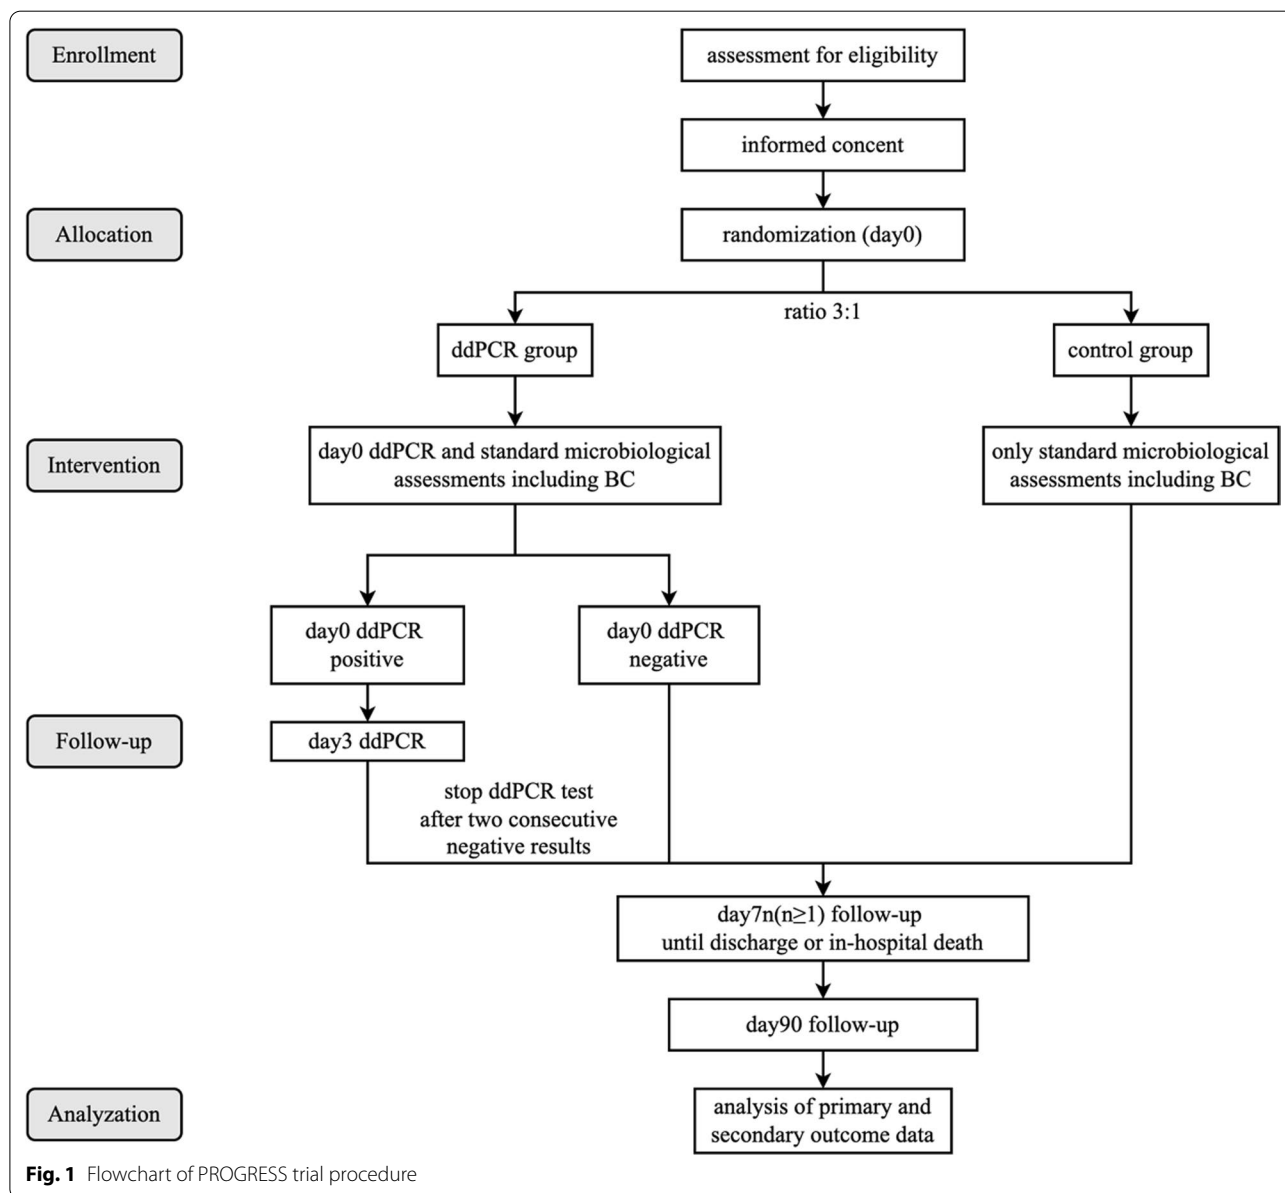 Enrollment
assessment for eligibility
informed concent
Allocation
randomization (day0)
ratio 3:1
ddPCR group
control group
Intervention
day0 ddPCR and standard microbiological
assessments including BC
only standard microbiological
assessments including BC
day0 ddPCR
positive
day0 ddPCR
negative
Follow-up
day3 ddPCR
stop ddPCR test
after two consecutive
negative results
day7n(n≥1) follow-up
until discharge or in-hospital death
day90 follow-up
Analyzation
analysis of primary and
secondary outcome data
Fig. 1 Flowchart of PROGRESS trial procedure